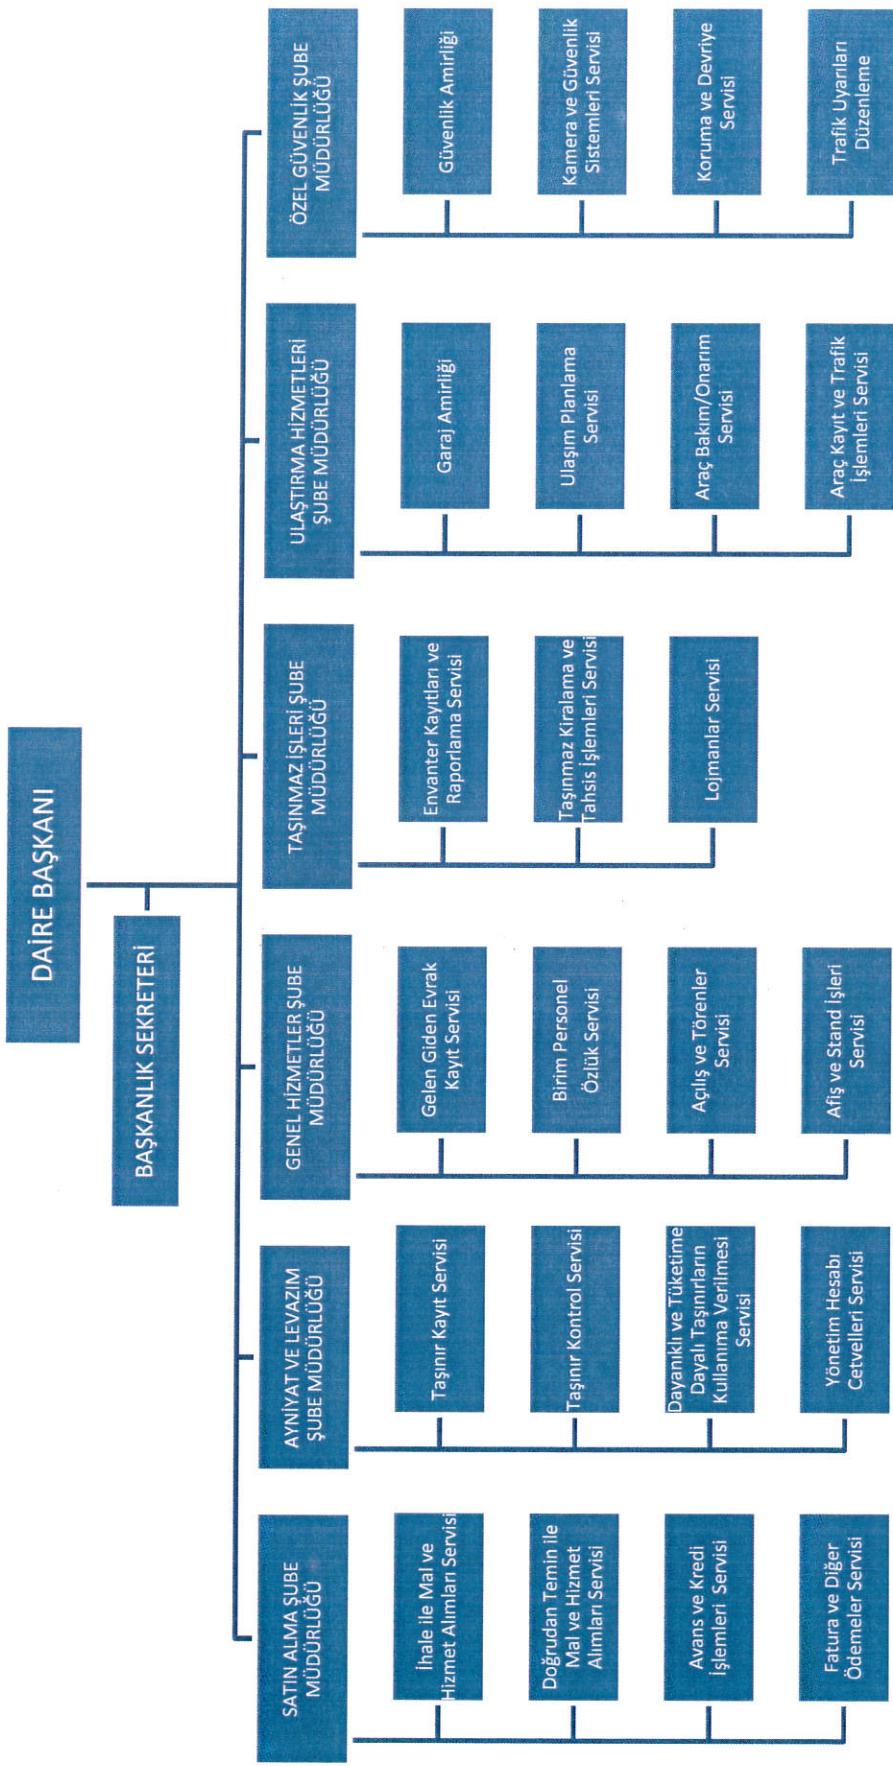 DAİRE BAŞKANI
BAŞKANLIK SEKRETERİ
SATIN ALMA ŞUBE
MÜDÜRLÜĞÜ
İhale ile Mal ve
Hizmet Alımları Servisi
Doğrudan Temin ile
Mal ve Hizmet
Alımları Servisi
Avans ve Kredi
İşlemleri Servisi
Fatura ve Diğer
Ödemeler Servisi
AYNİYAT VE LEVAZIM
ŞUBE MÜDÜRLÜĞÜ
Taşınır Kayıt Servisi
Taşınır Kontrol Servisi
Dayanıklı ve Tüketime
Dayalı Taşınırların
Kullanıma Verilmesi
Servisi
Yönetim Hesabı
Cetvelleri Servisi
GENEL HİZMETLER ŞUBE
MÜDÜRLÜĞÜ
Gelen Giden Evrak
Kayıt Servisi
Birim Personel
Özlük Servisi
Açılış ve Törenler
Servisi
Afiş ve Stand İşleri
Servisi
TAŞINMAZ İŞLERİ ŞUBE
MÜDÜRLÜĞÜ
Envanter Kayıtları ve
Raporlama Servisi
Taşınmaz Kiralama ve
Tahsis İşlemleri Servisi
Lojmanlar Servisi
ULAŞTIRMA HİZMETLERİ
ŞUBE MÜDÜRLÜĞÜ
Garaj Amirliği
Ulaşım Planlama
Servisi
Araç Bakım/Onarım
Servisi
Araç Kayıt ve Trafik
İşlemleri Servisi
ÖZEL GÜVENLİK ŞUBE
MÜDÜRLÜĞÜ
Güvenlik Amirliği
Kamera ve Güvenlik
Sistemleri Servisi
Koruma ve Devriye
Servisi
Trafik Uyarıları
Düzenleme